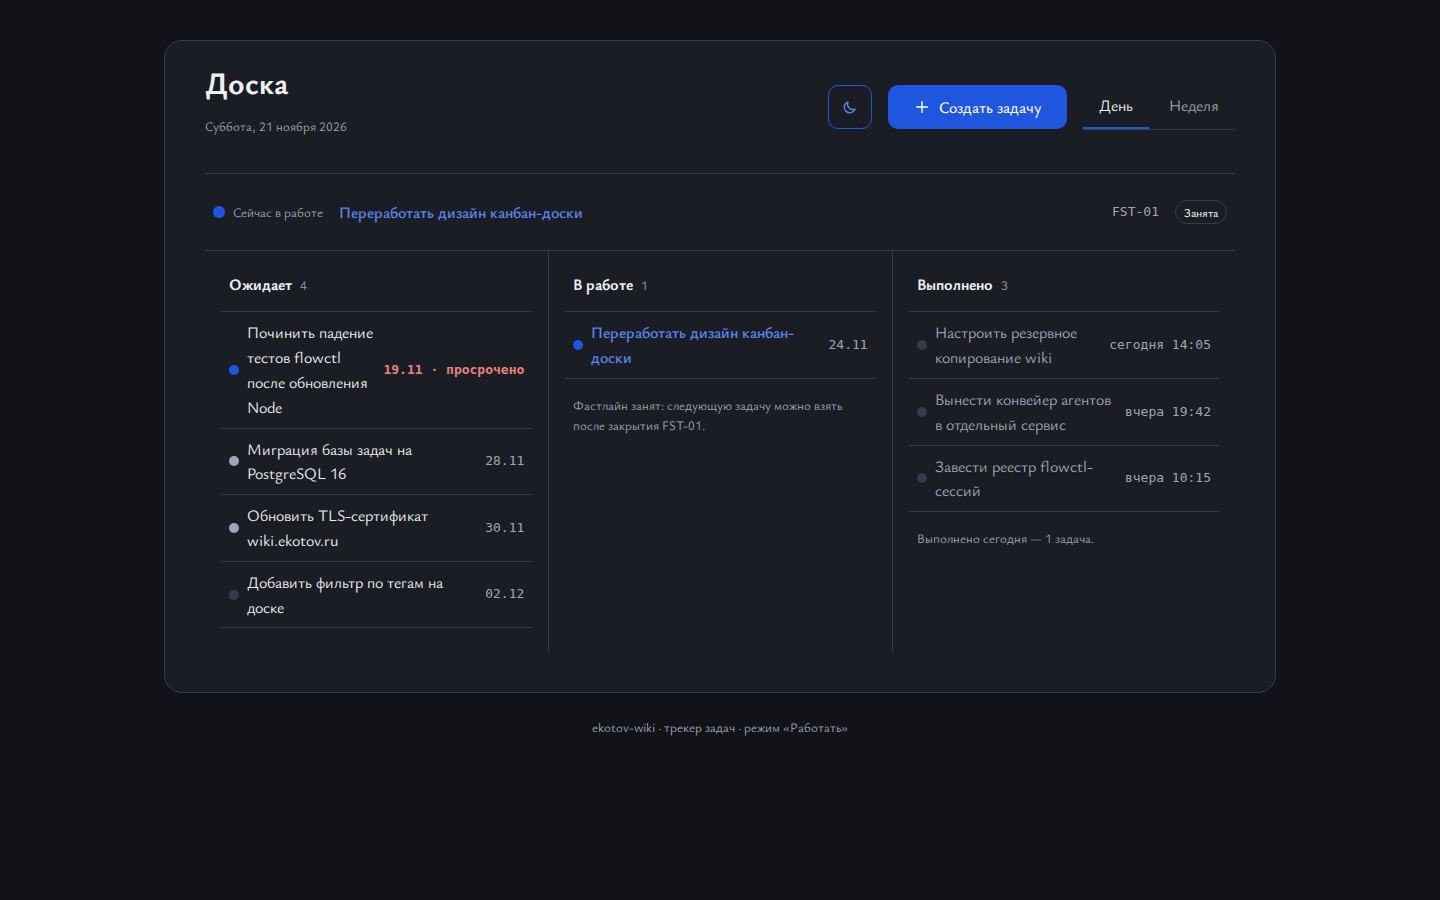 Доска
Суббота, 21 ноября 2026
Создать задачу
День
Неделя
Сейчас в работе
Переработать дизайн канбан-доски
FST-01
Занята
Ожидает 4
Починить падение
тестов flowctl
после обновления
Node
19.11 · просрочено
Миграция базы задач на
PostgreSQL 16
28.11
Обновить TLS-сертификат
wiki.ekotov.ru
30.11
Добавить фильтр по тегам на
доске
02.12
В работе 1
Переработать дизайн канбан-
доски
24.11
Фастлайн занят: следующую задачу можно взять
после закрытия FST-01.
Выполнено 3
Настроить резервное
копирование wiki
сегодня 14:05
Вынести конвейер агентов
в отдельный сервис
вчера 19:42
Завести реестр flowctl-
сессий
вчера 10:15
Выполнено сегодня — 1 задача.
ekotov-wiki · трекер задач · режим «Работать»